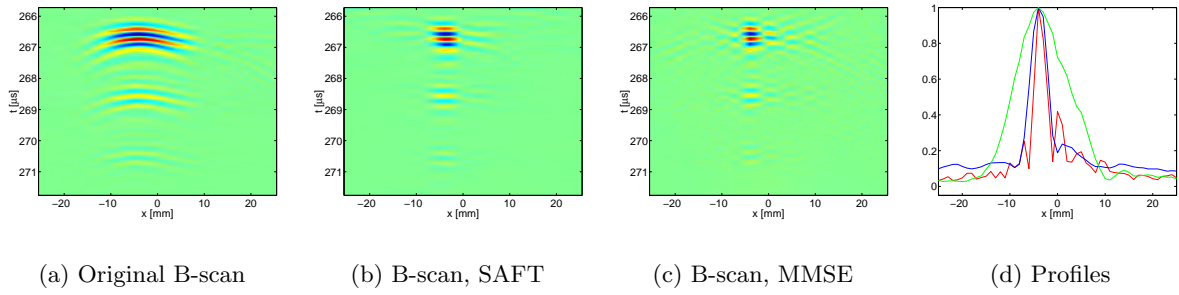 266
267
268
269
270
271
t [µs]
−20 −10 0 10 20
x [mm]
(a) Original B-scan
266
267
268
269
270
271
t [µs]
−20 −10 0 10 20
x [mm]
(b) B-scan, SAFT
266
267
268
269
270
271
t [µs]
−20 −10 0 10 20
x [mm]
(c) B-scan, MMSE
1
0.8
0.6
0.4
0.2
0
−20 −10 0 10 20
x [mm]
(d) Profiles